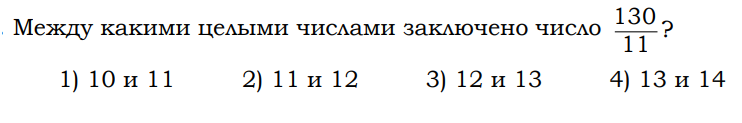 . Между какими целыми числами заключено число 130/11?
1) 10 и 11 2) 11 и 12 3) 12 и 13 4) 13 и 14